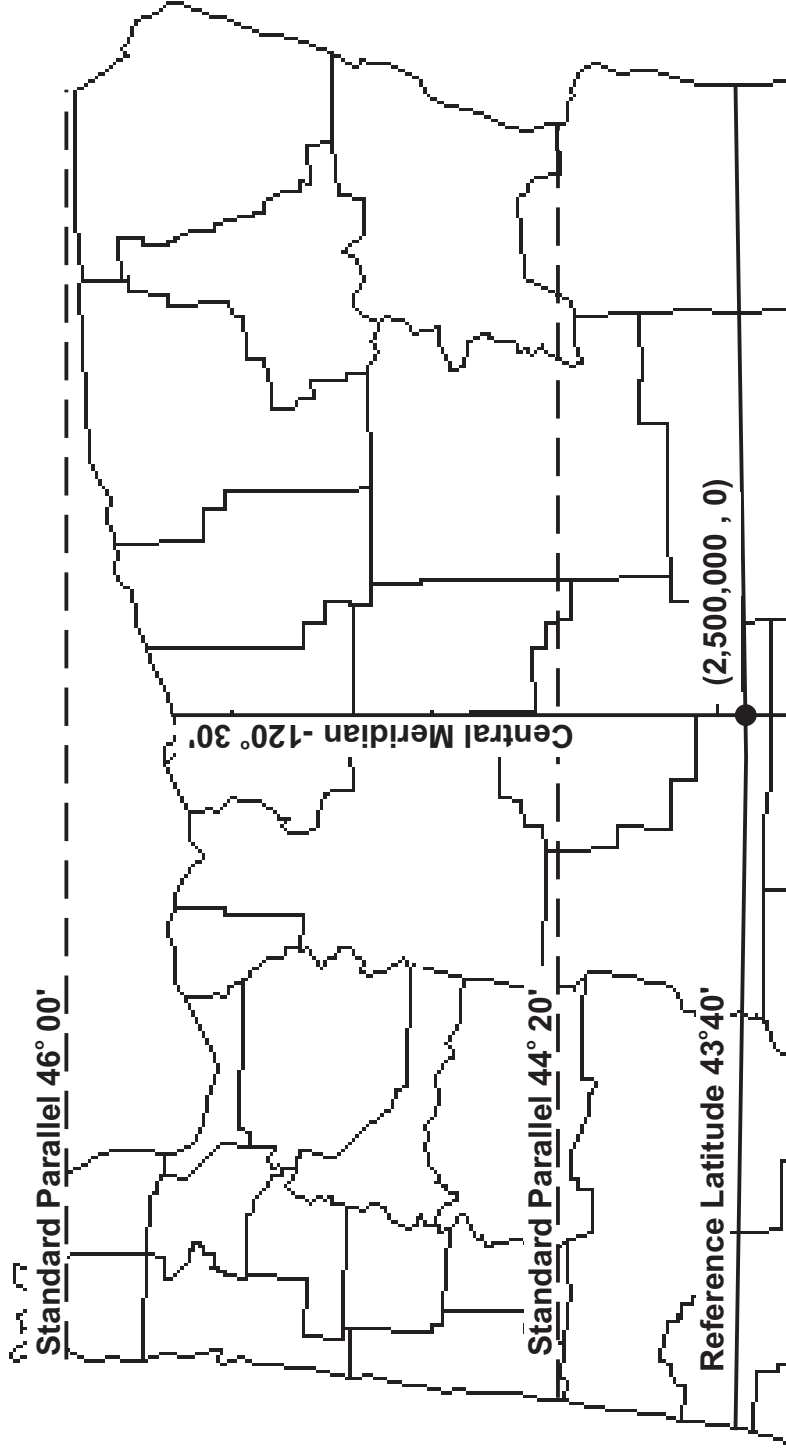 Standard Parallel 46° 00'
Central Meridian -120° 30'
Standard Parallel 44° 20'
(2,500,000 , 0)
Reference Latitude 43°40'